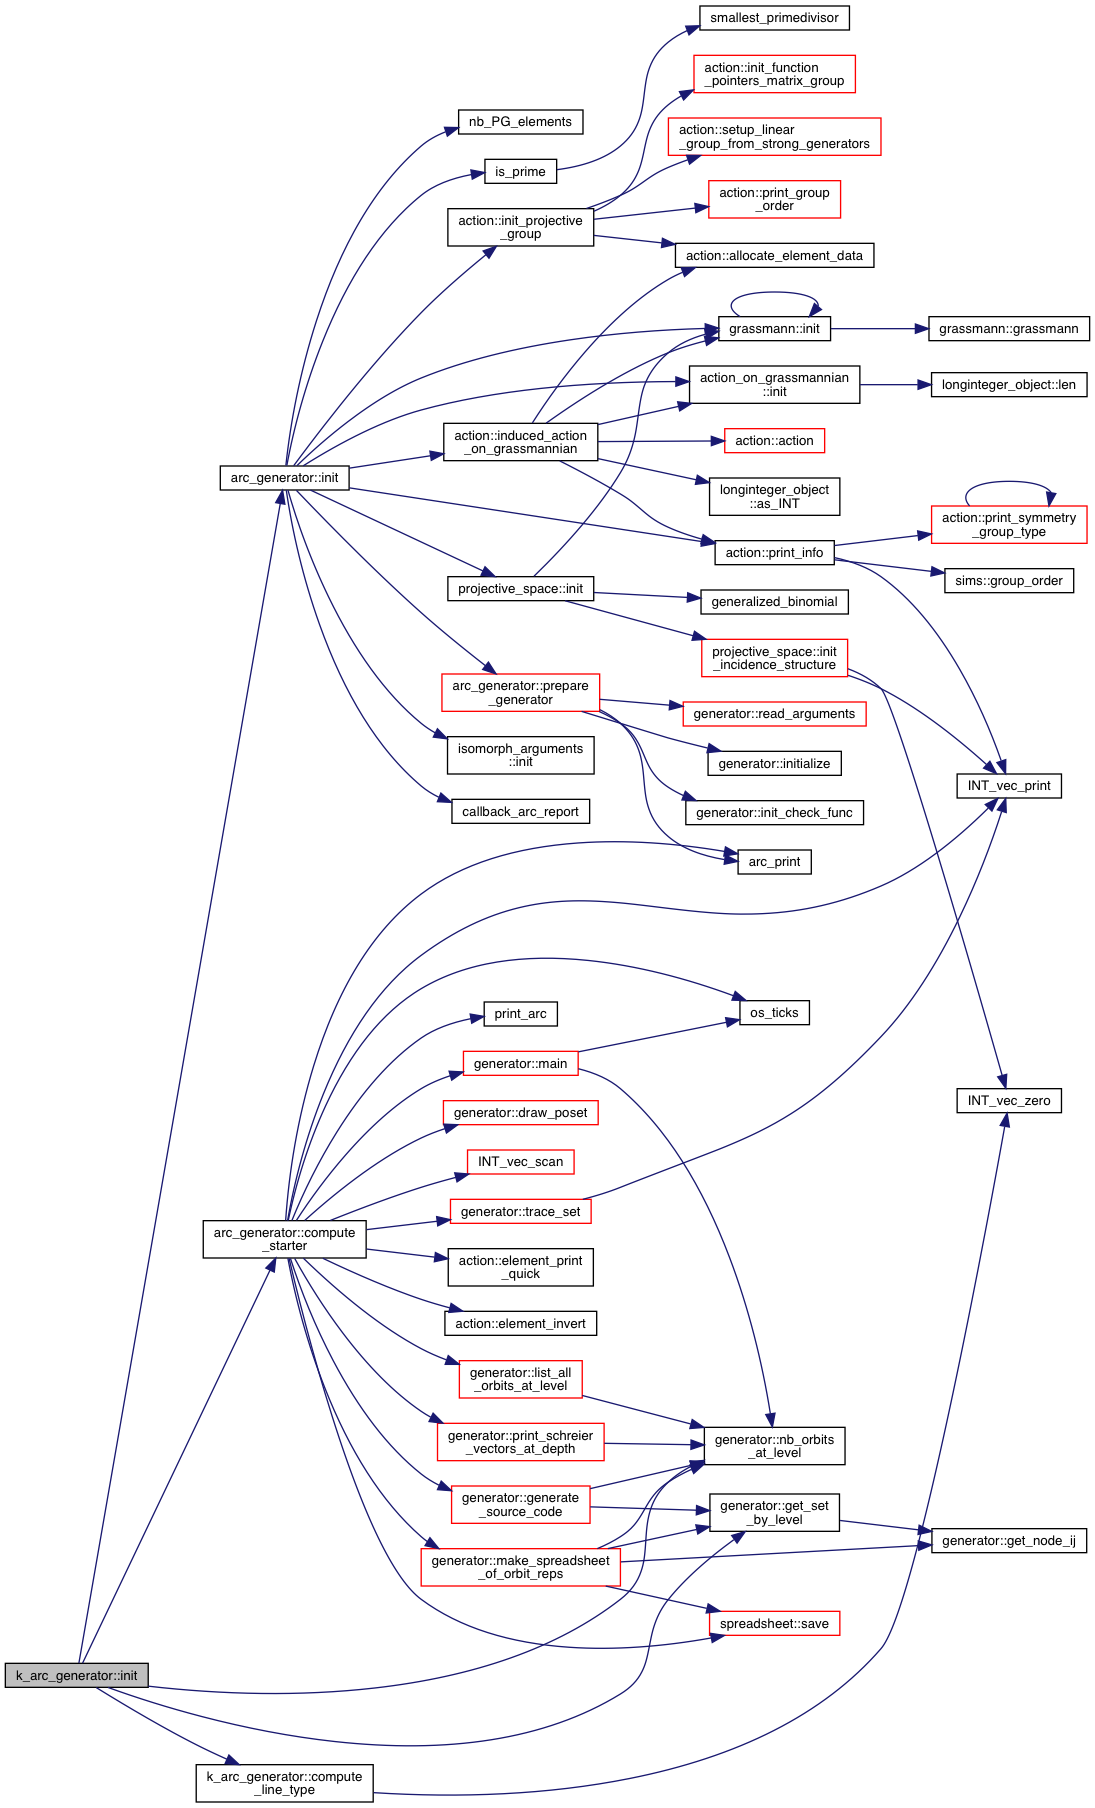 smallest_primedivisor
action::init_function
_pointers_matrix_group
nb_PG_elements
action::setup_linear
_group_from_strong_generators
is_prime
action::print_group
_order
action::init_projective
_group
action::allocate_element_data
grassmann::init
grassmann::grassmann
action_on_grassmannian
::init
longinteger_object::len
action::induced_action
_on_grassmannian
action::action
arc_generator::init
longinteger_object
::as_INT
action::print_symmetry
_group_type
action::print_info
sims::group_order
projective_space::init
generalized_binomial
projective_space::init
_incidence_structure
arc_generator::prepare
_generator
generator::read_arguments
isomorph_arguments
::init
generator::initialize
INT_vec_print
callback_arc_report
generator::init_check_func
arc_print
print_arc
os_ticks
generator::main
INT_vec_zero
generator::draw_poset
INT_vec_scan
generator::trace_set
arc_generator::compute
_starter
action::element_print
_quick
action::element_invert
generator::list_all
_orbits_at_level
generator::print_schreier
_vectors_at_depth
generator::nb_orbits
_at_level
generator::generate
_source_code
generator::get_set
_by_level
generator::get_node_ij
generator::make_spreadsheet
_of_orbit_reps
spreadsheet::save
k_arc_generator::init
k_arc_generator::compute
_line_type